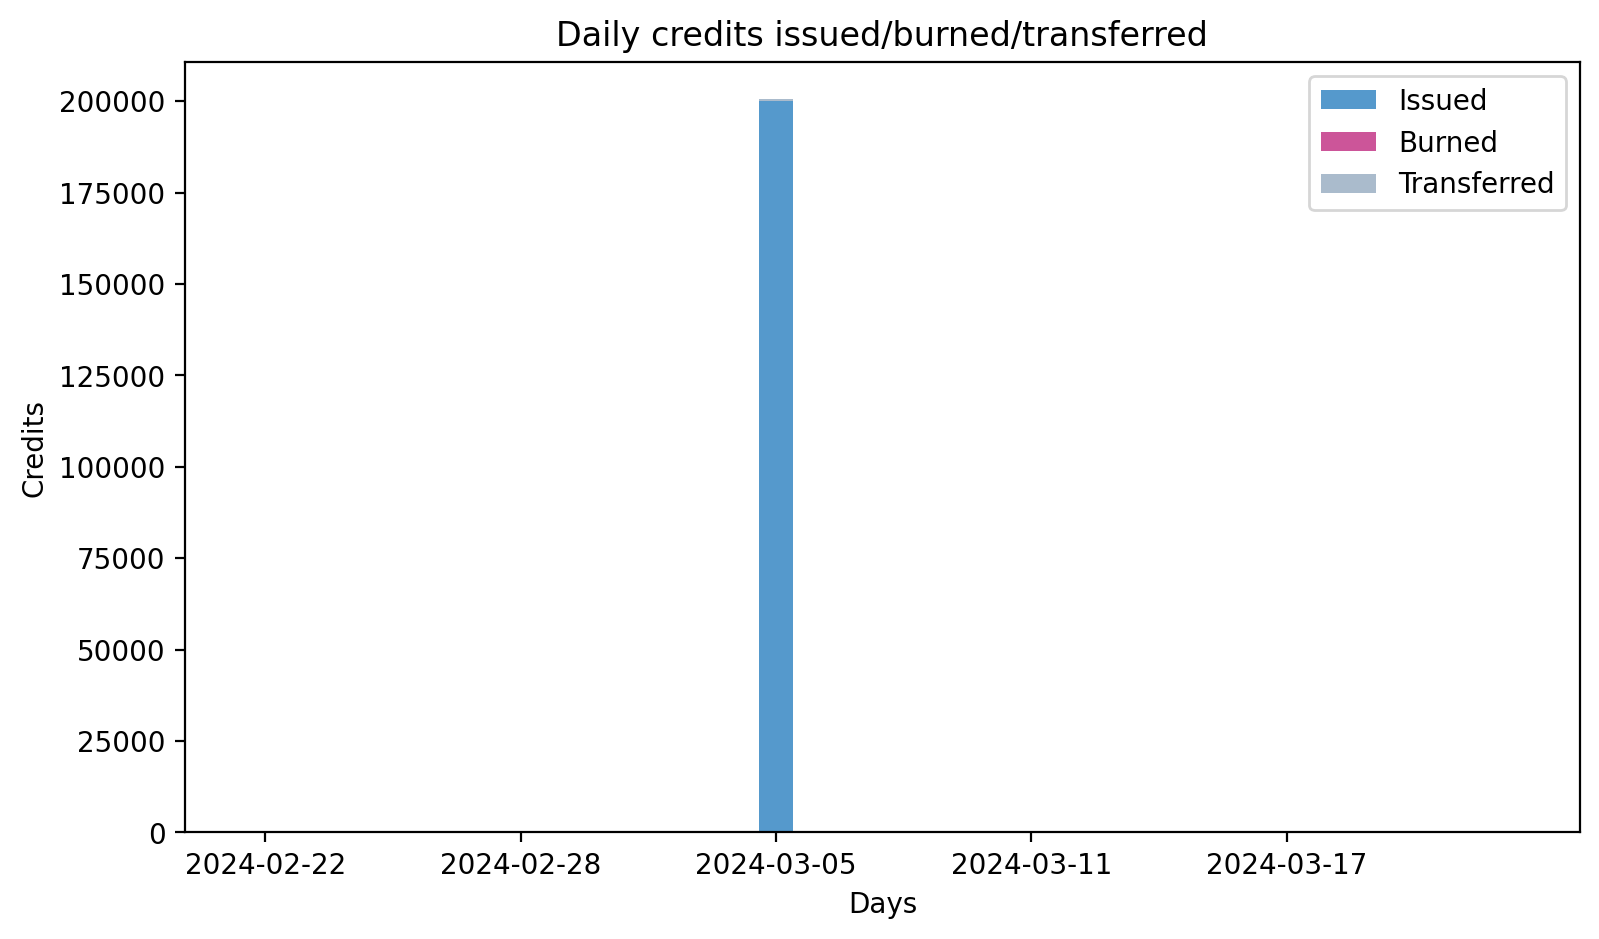 Daily credits issued/burned/transferred
Issued
Burned
Transferred
Credits
200000
175000
150000
125000
100000
75000
50000
25000
0
2024-02-22
2024-02-28
2024-03-05
2024-03-11
2024-03-17
Days